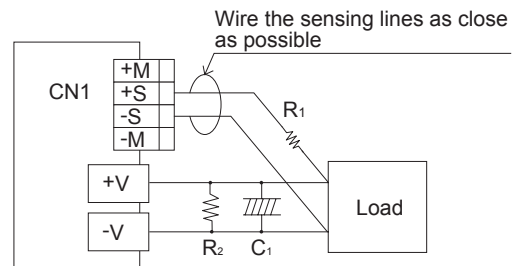 Wire the sensing lines as close
as possible
CN1
+M
+S
-S
-M
R1
+V
-V
R2
C1
Load